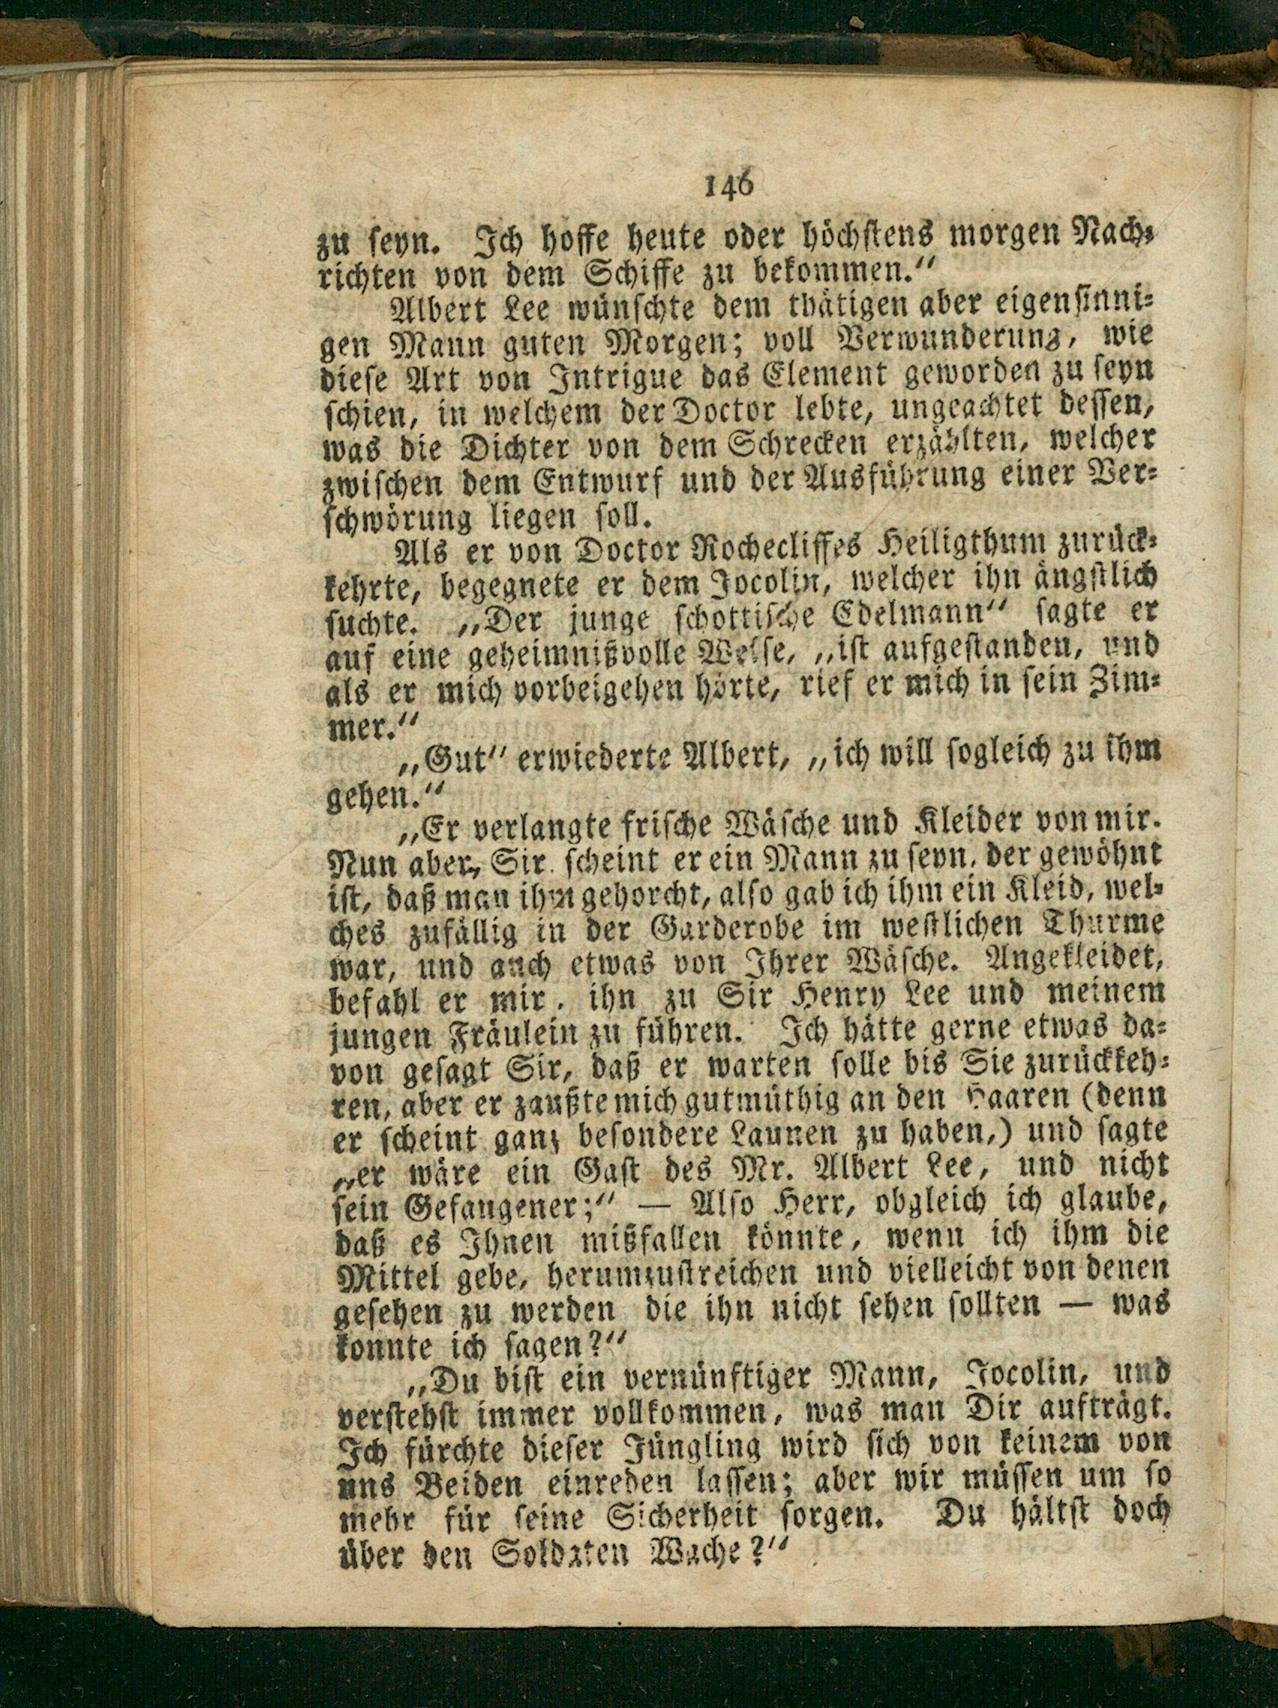 146
zu seyn. Ich hoffe heute oder höchstens morgen Nach-
richten von dem Schiffe zu bekommen.“
Albert Lee wünschte dem thätigen aber eigensinni-
gen Mann guten Morgen; voll Verwunderung, wie
diese Art von Intrigue das Element geworden zu seyn
schien, in welchem der Doctor lebte, ungeachtet dessen,
was die Dichter von dem Schrecken erzählten, welcher
zwischen dem Entwurf und der Ausführung einer Ver-
schwörung liegen soll.
Als er von Doctor Rochecliffes Heiligthum zurück-
kehrte, begegnete er dem Jocolin, welcher ihn ängstlich
suchte. „Der junge schottische Edelmann“ sagte er
auf eine geheimnißvolle Weise, „ist aufgestanden, und
als er mich vorbeigehen hörte, rief er mich in sein Zim-
mer.“
„Gut“ erwiederte Albert, „ich will sogleich zu ihm
gehen.“
„Er verlangte frische Wäsche und Kleider von mir.
Nun aber, Sir. scheint er ein Mann zu seyn, der gewöhnt
ist, daß man ihm gehorcht, also gab ich ihm ein Kleid, wel-
ches zufällig in der Garderobe im westlichen Thurme
war, und auch etwas von Ihrer Wäsche. Angekleidet,
befahl er mir, ihn zu Sir Henry Lee und meinem
jungen Fräulein zu führen. Ich hätte gerne etwas da-
von gesagt Sir, daß er warten solle bis Sie zurückkeh-
ren, aber er zaußte mich gutmüthig an den Haaren (denn
er scheint ganz besondere Launen zu haben,) und sagte
„er wäre ein Gast des Mr. Albert Lee, und nicht
sein Gefangener;“ — Also Herr, obgleich ich glaube,
daß es Ihnen mißfallen könnte, wenn ich ihm die
Mittel gebe, herumzustreichen und vielleicht von denen
gesehen zu werden die ihn nicht sehen sollten — was
konnte ich sagen?“
„Du bist ein vernünftiger Mann, Jocolin, und
verstehst immer vollkommen, was man Dir aufträgt.
Ich fürchte dieser Jüngling wird sich von keinem von
uns Beiden einreden lassen; aber wir müssen um so
mehr für seine Sicherheit sorgen. Du hältst doch
über den Soldaten Wache?“